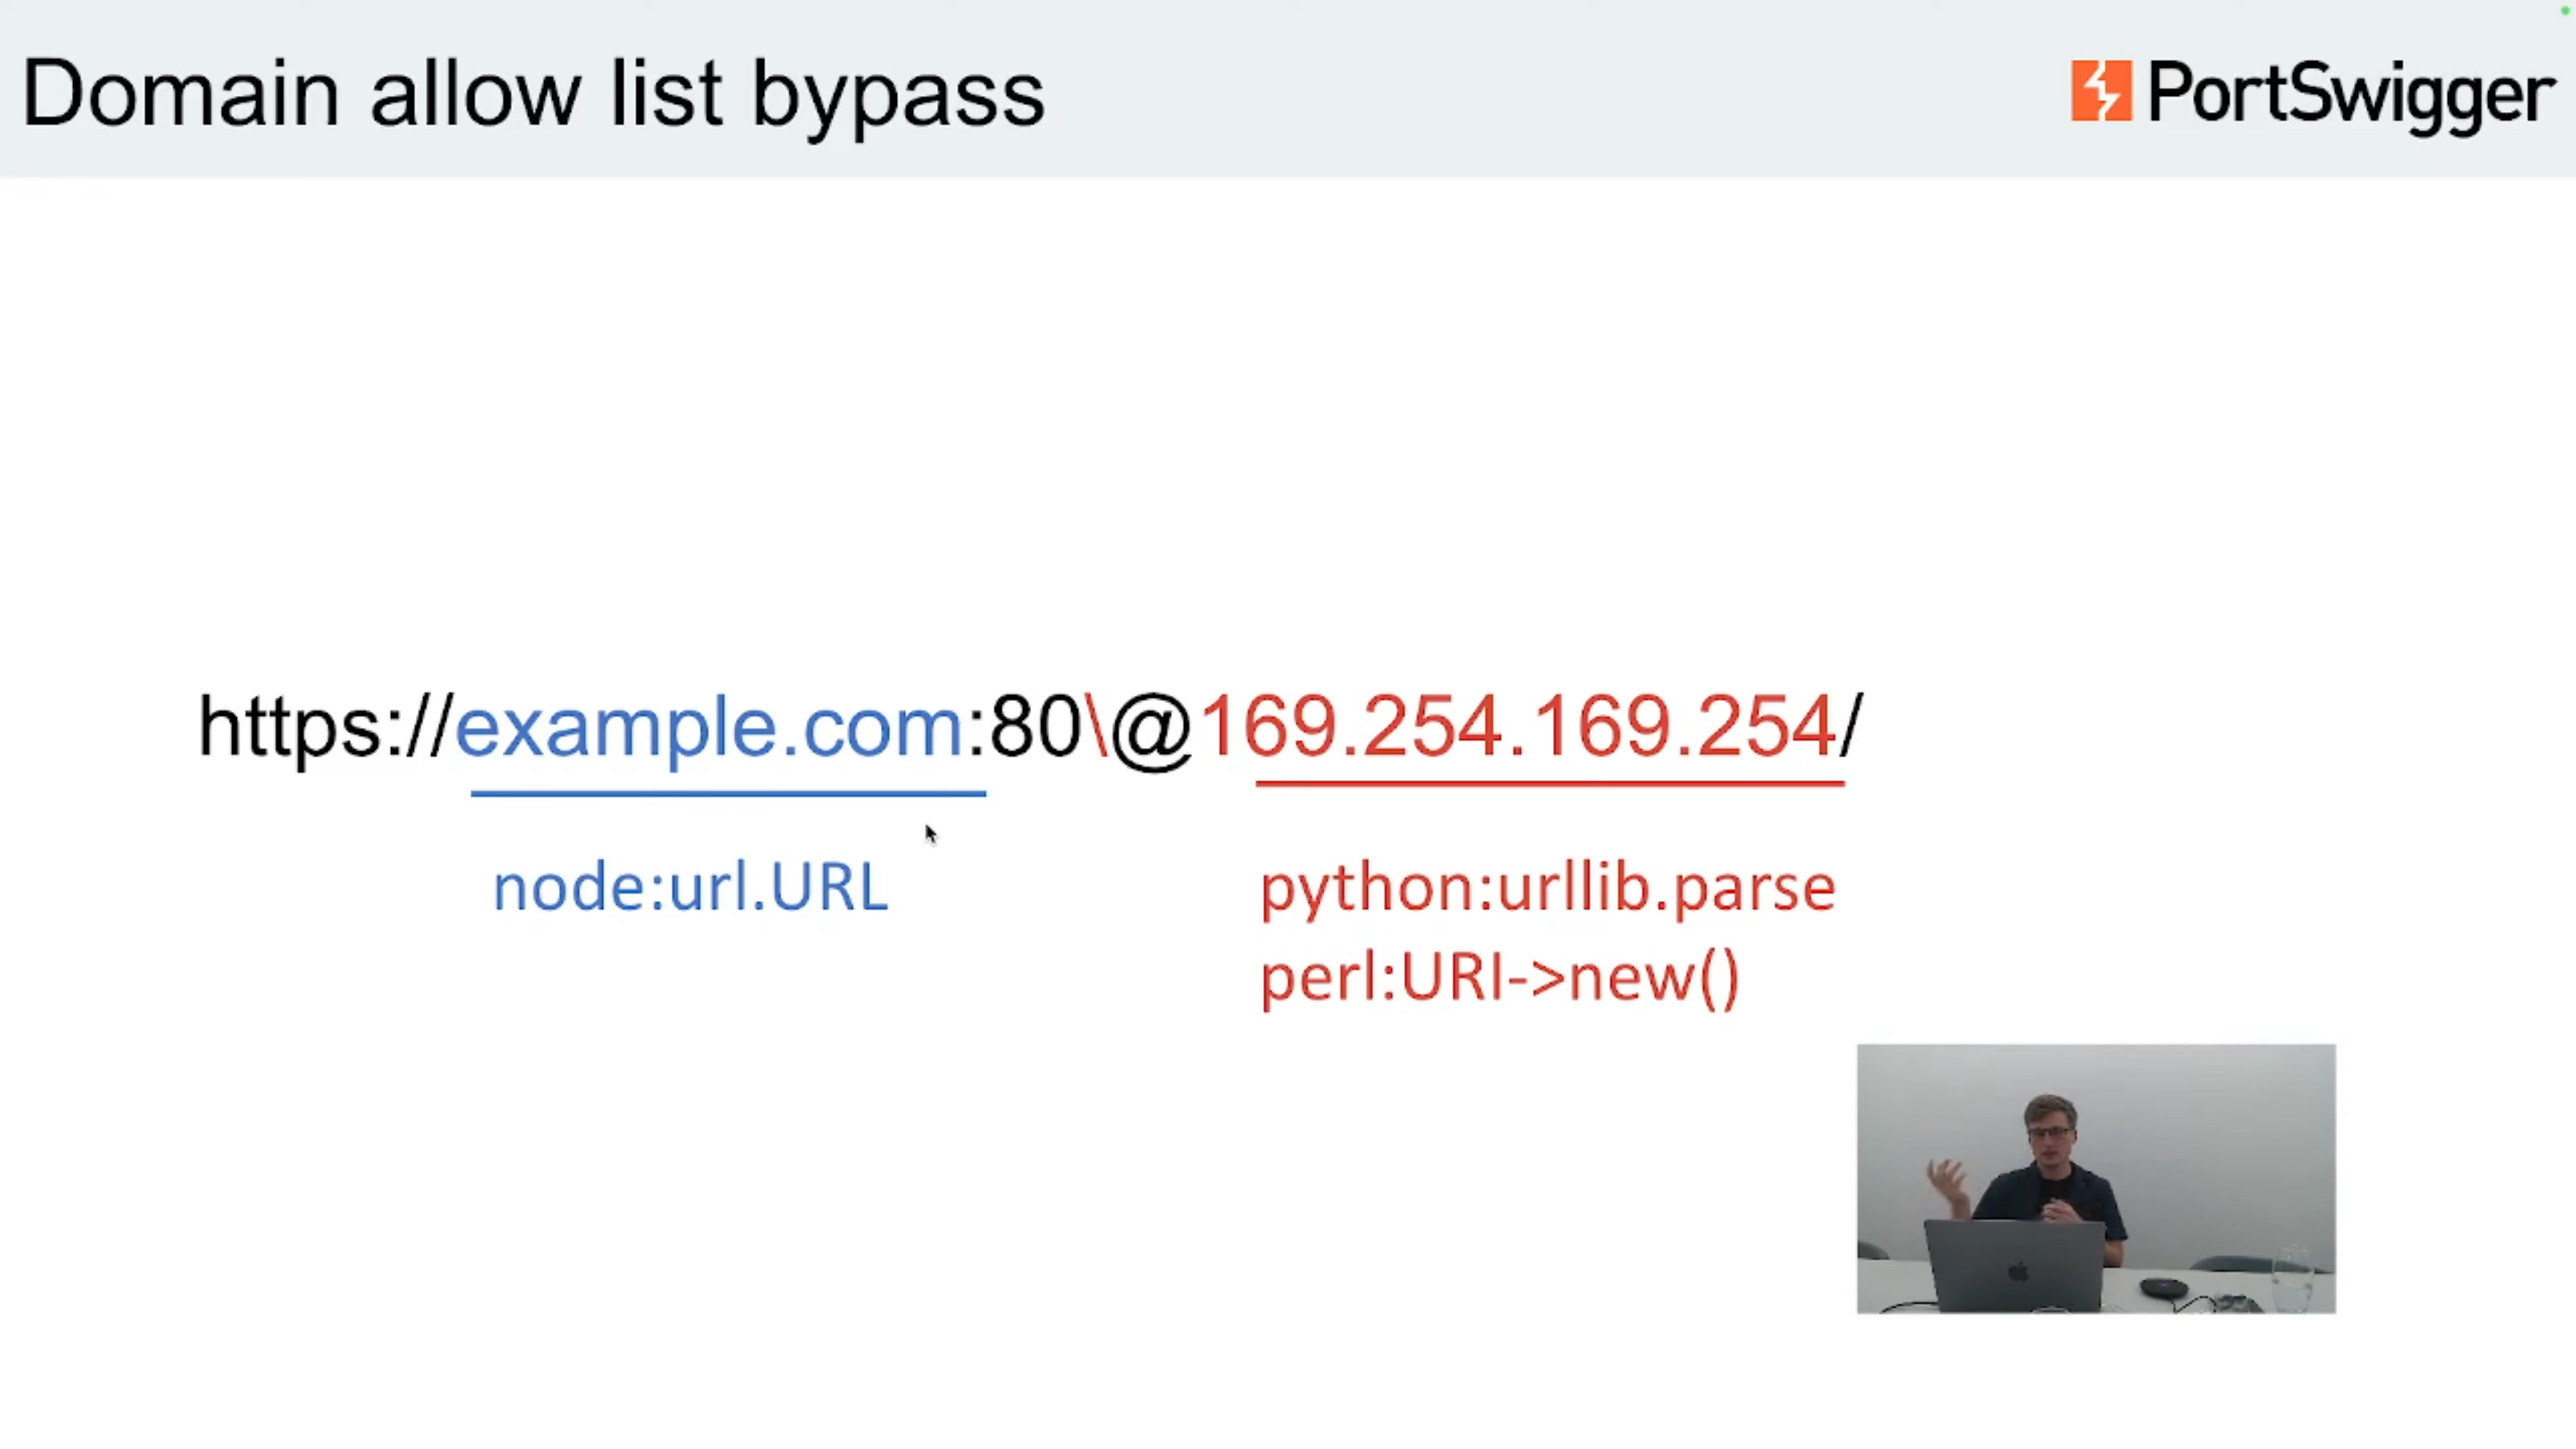 Domain allow list bypass
PortSwigger
https://example.com:80\@169.254.169.254/
node:url.URL
python:urllib.parse
perl:URI->new()